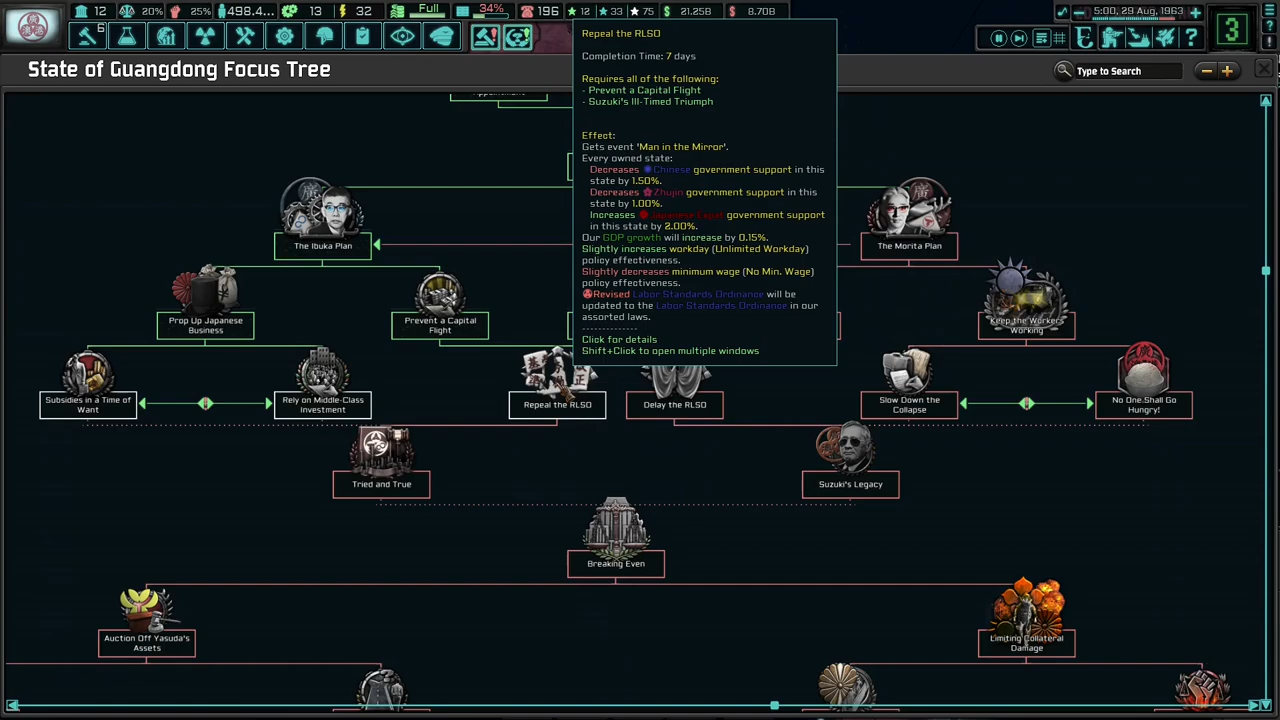 12
20%
25%
498.4...
13
32
Full
34%
196
12
33
75
21.25B
8.70B
5:00, 29 Aug, 1963
6
3
State of Guangdong Focus Tree
Type to Search
Appointment
Repeal the RLSO
Completion Time: 7 days
Requires all of the following:
- Prevent a Capital Flight
- Suzuki's Ill-Timed Triumph
Effect:
Gets event 'Man in the Mirror'.
Every owned state:
Decreases Chinese government support in this
state by 1.50%.
Decreases Zhujin government support in this
state by 1.00%.
Increases Japanese Expat government support
in this state by 2.00%.
Our GDP growth will increase by 0.15%.
Slightly increases workday (Unlimited Workday)
policy effectiveness.
Slightly decreases minimum wage (No Min. Wage)
policy effectiveness.
Revised Labor Standards Ordinance will be
updated to the Labor Standards Ordinance in our
assorted laws.
--------------
Click for details
Shift+Click to open multiple windows
The Ibuka Plan
The Morita Plan
Prop Up Japanese
Business
Prevent a Capital
Flight
Keep the Workers
Working
Subsidies in a Time of
Want
Rely on Middle-Class
Investment
Repeal the RLSO
Delay the RLSO
Slow Down the
Collapse
No One Shall Go
Hungry!
Tried and True
Suzuki's Legacy
Breaking Even
Auction Off Yasuda's
Assets
Limiting Collateral
Damage